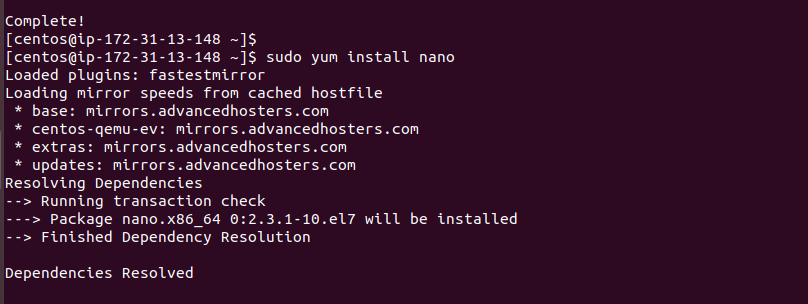 Complete!
[centos@ip-172-31-13-148 ~]$
[centos@ip-172-31-13-148 ~]$ sudo yum install nano
Loaded plugins: fastestmirror
Loading mirror speeds from cached hostfile
 * base: mirrors.advancedhosters.com
 * centos-qemu-ev: mirrors.advancedhosters.com
 * extras: mirrors.advancedhosters.com
 * updates: mirrors.advancedhosters.com
Resolving Dependencies
--> Running transaction check
---> Package nano.x86_64 0:2.3.1-10.el7 will be installed
--> Finished Dependency Resolution

Dependencies Resolved